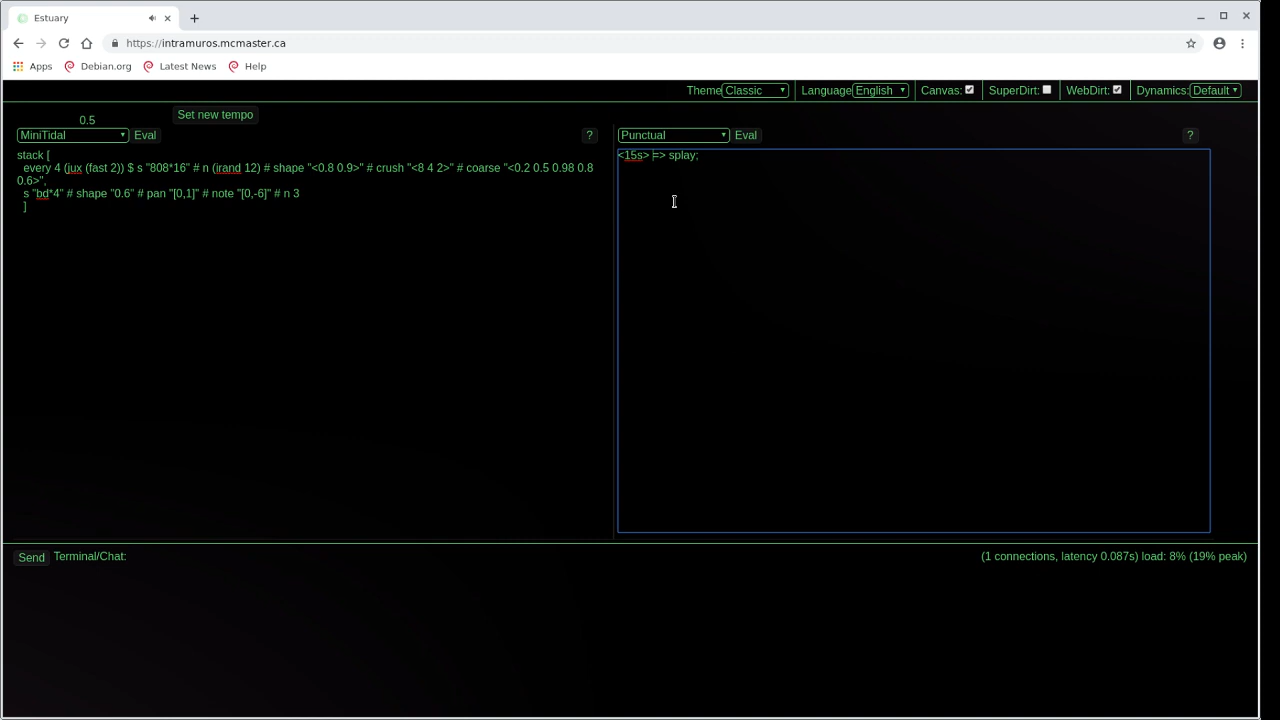 Estuary
https://intramuros.mcmaster.ca
Apps Debian.org Latest News Help
Theme Classic Language English Canvas: SuperDirt: WebDirt: Dynamics: Default
0.5 Set new tempo
MiniTidal Eval ?
stack [
every 4 (jux (fast 2)) $ s "808*16" # n (irand 12) # shape "<0.8 0.9>" # crush "<8 4 2>" # coarse "<0.2 0.5 0.98 0.8
0.6>",
s "bd*4" # shape "0.6" # pan "[0,1]" # note "[0,-6]" # n 3
]
Punctual Eval ?
<15s> => splay;
Send Terminal/Chat: (1 connections, latency 0.087s) load: 8% (19% peak)